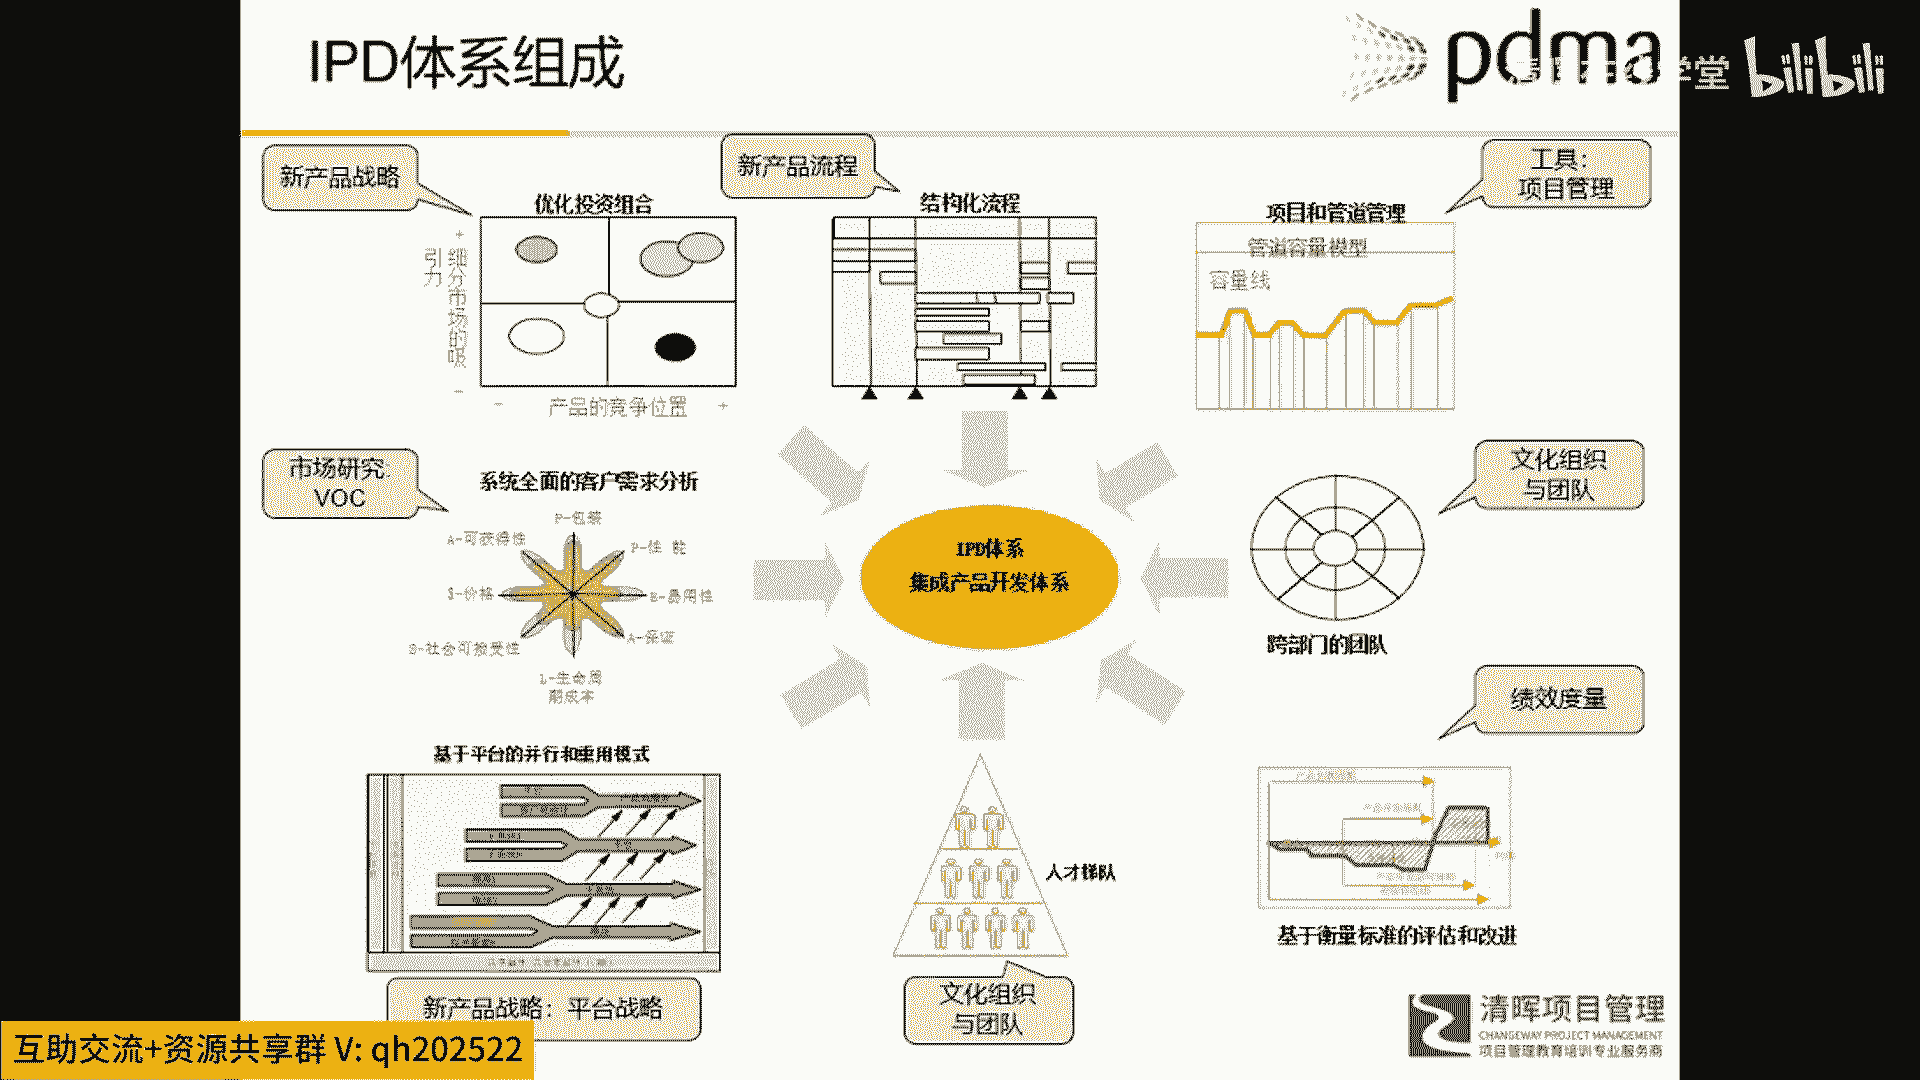 IPD体系组成
pdma
学堂
bilibili
新产品战略
新产品流程
工具：
项目管理
优化投资组合
结构化流程
项目和管道管理
管道容量模型
容量线
+
细分市场的吸
引力
-
- 产品的竞争位置 +
市场研究
VOC
系统全面的客户需求分析
P-包装
A-可获得性
P-性 能
$-价格
E-易用性
S-社会可接受性
A-保证
L-生命周
期成本
IPD体系
集成产品开发体系
文化组织
与团队
跨部门的团队
绩效度量
基于平台的并行和重用模式
新产品战略：平台战略
人才梯队
文化组织
与团队
基于衡量标准的评估和改进
清晖项目管理
CHANGEWAY PROJECT MANAGEMENT
项目管理教育培训专业服务商
互助交流+资源共享群 V: qh202522